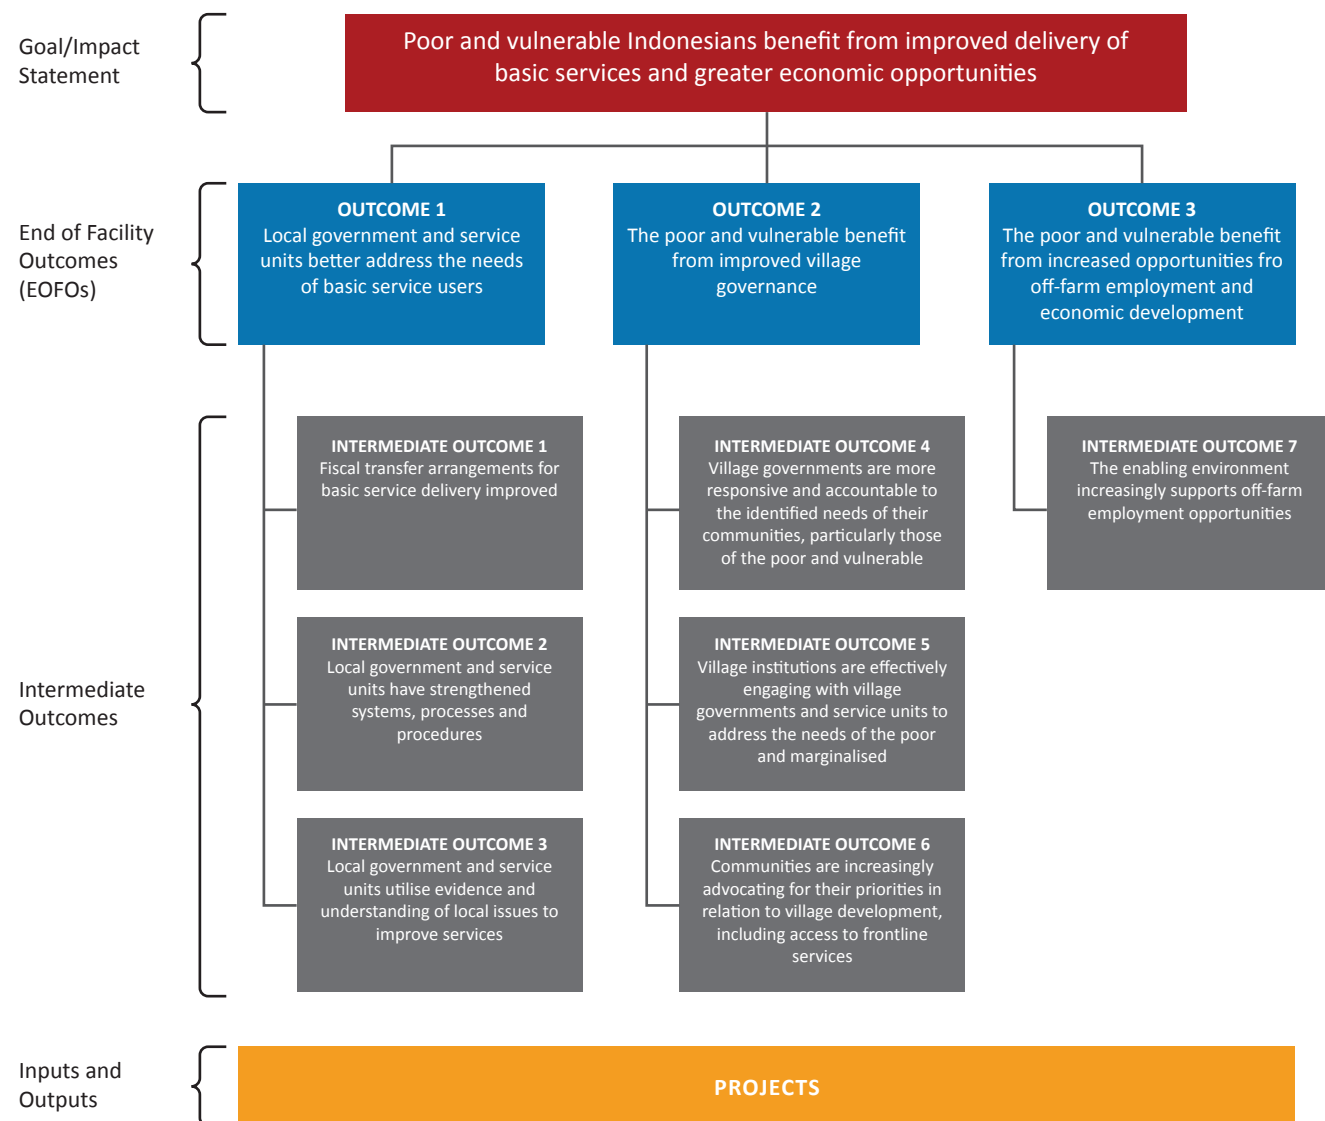 Goal/Impact
Statement
Poor and vulnerable Indonesians benefit from improved delivery of
basic services and greater economic opportunities
End of Facility
Outcomes
(EOFOs)
OUTCOME 1
Local government and service
units better address the needs
of basic service users
OUTCOME 2
The poor and vulnerable benefit
from improved village
governance
OUTCOME 3
The poor and vulnerable benefit
from increased opportunities fro
off-farm employment and
economic development
Intermediate
Outcomes
INTERMEDIATE OUTCOME 1
Fiscal transfer arrangements for
basic service delivery improved
INTERMEDIATE OUTCOME 2
Local government and service
units have strengthened
systems, processes and
procedures
INTERMEDIATE OUTCOME 3
Local government and service
units utilise evidence and
understanding of local issues to
improve services
INTERMEDIATE OUTCOME 4
Village governments are more
responsive and accountable to
the identified needs of their
communities, particularly those
of the poor and vulnerable
INTERMEDIATE OUTCOME 5
Village institutions are effectively
engaging with village
governments and service units to
address the needs of the poor
and marginalised
INTERMEDIATE OUTCOME 6
Communities are increasingly
advocating for their priorities in
relation to village development,
including access to frontline
services
INTERMEDIATE OUTCOME 7
The enabling environment
increasingly supports off-farm
employment opportunities
Inputs and
Outputs
PROJECTS